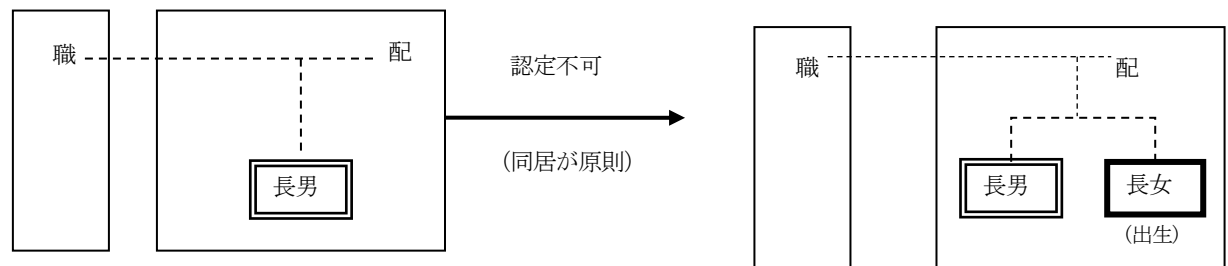 職
配
長男
認定不可
(同居が原則)
職
配
長男
長女
(出生)